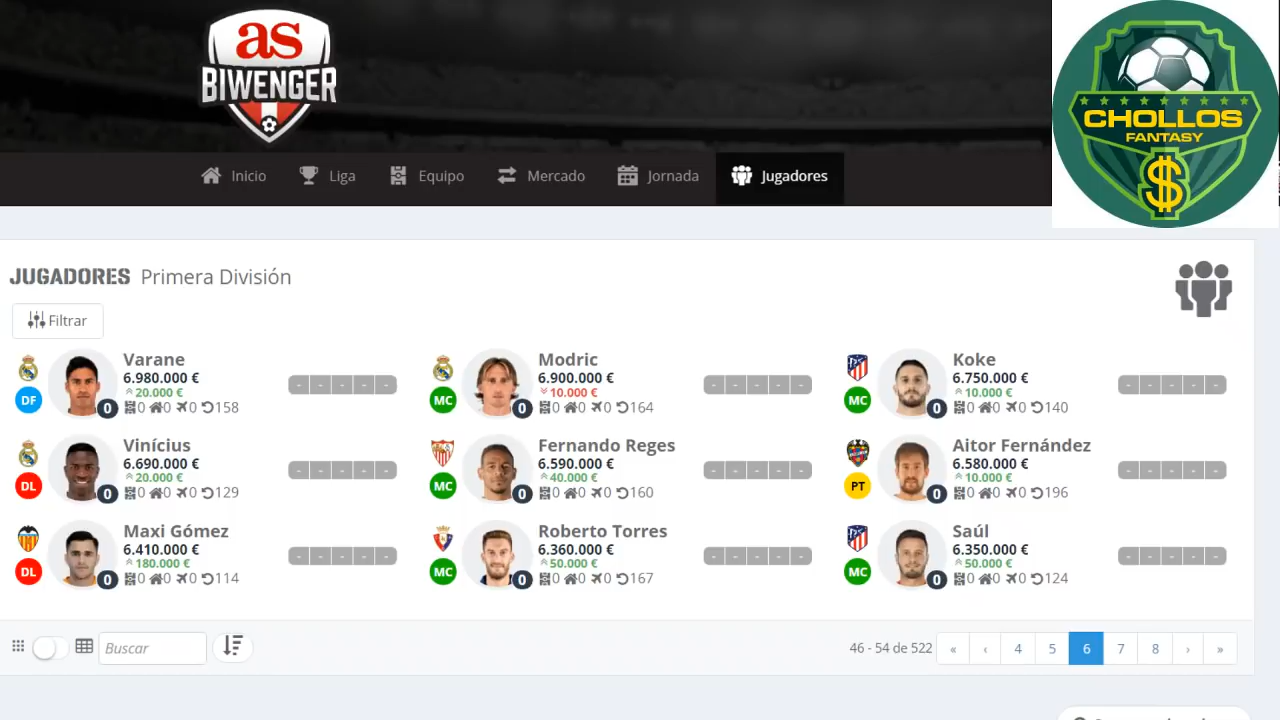 as
BIWENGER
CHOLLOS
FANTASY
$
Inicio Liga Equipo Mercado Jornada Jugadores
JUGADORES Primera División
Filtrar
Varane
6.980.000 €
20.000 €
DF 0 0 0 0 158
- - - - -
Modric
6.900.000 €
10.000 €
MC 0 0 0 0 164
- - - - -
Koke
6.750.000 €
10.000 €
MC 0 0 0 0 140
- - - - -
Vinícius
6.690.000 €
20.000 €
DL 0 0 0 0 129
- - - - -
Fernando Reges
6.590.000 €
40.000 €
MC 0 0 0 0 160
- - - - -
Aitor Fernández
6.580.000 €
10.000 €
PT 0 0 0 0 196
- - - - -
Maxi Gómez
6.410.000 €
180.000 €
DL 0 0 0 0 114
- - - - -
Roberto Torres
6.360.000 €
50.000 €
MC 0 0 0 0 167
- - - - -
Saúl
6.350.000 €
50.000 €
MC 0 0 0 0 124
- - - - -
Buscar
46 - 54 de 522 « ‹ 4 5 6 7 8 › »